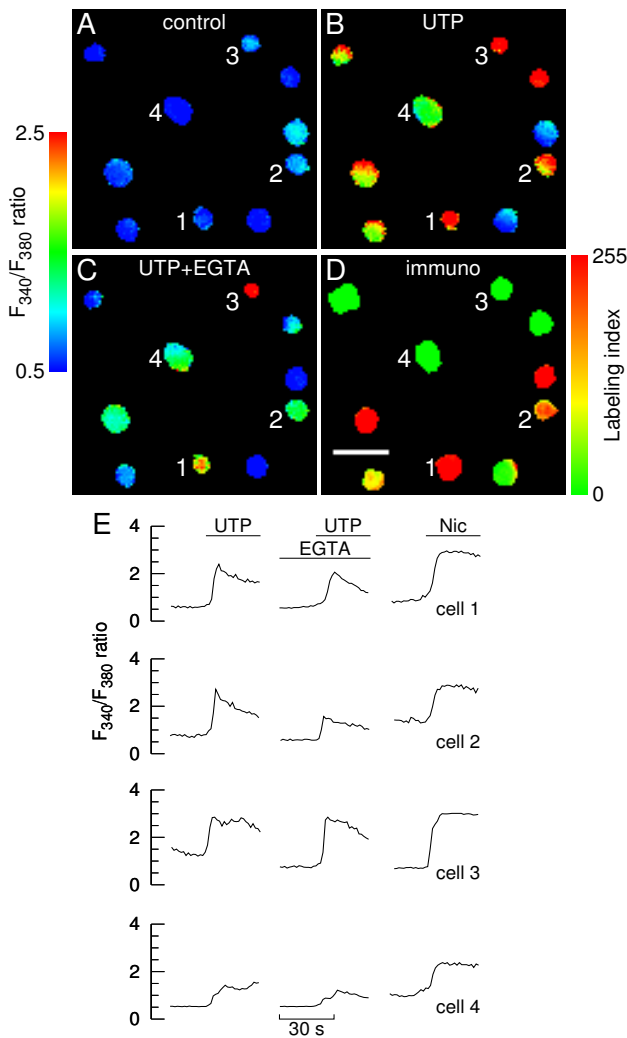 A control
3
4
2
1
B UTP
3
4
2
1
2.5
F340/F380 ratio
0.5
C UTP+EGTA
3
4
2
1
D immuno
3
4
2
1
255
Labeling index
0
E
UTP UTP Nic
EGTA
F340/F380 ratio
4
2
0
cell 1
4
2
0
cell 2
4
2
0
cell 3
4
2
0
cell 4
30 s